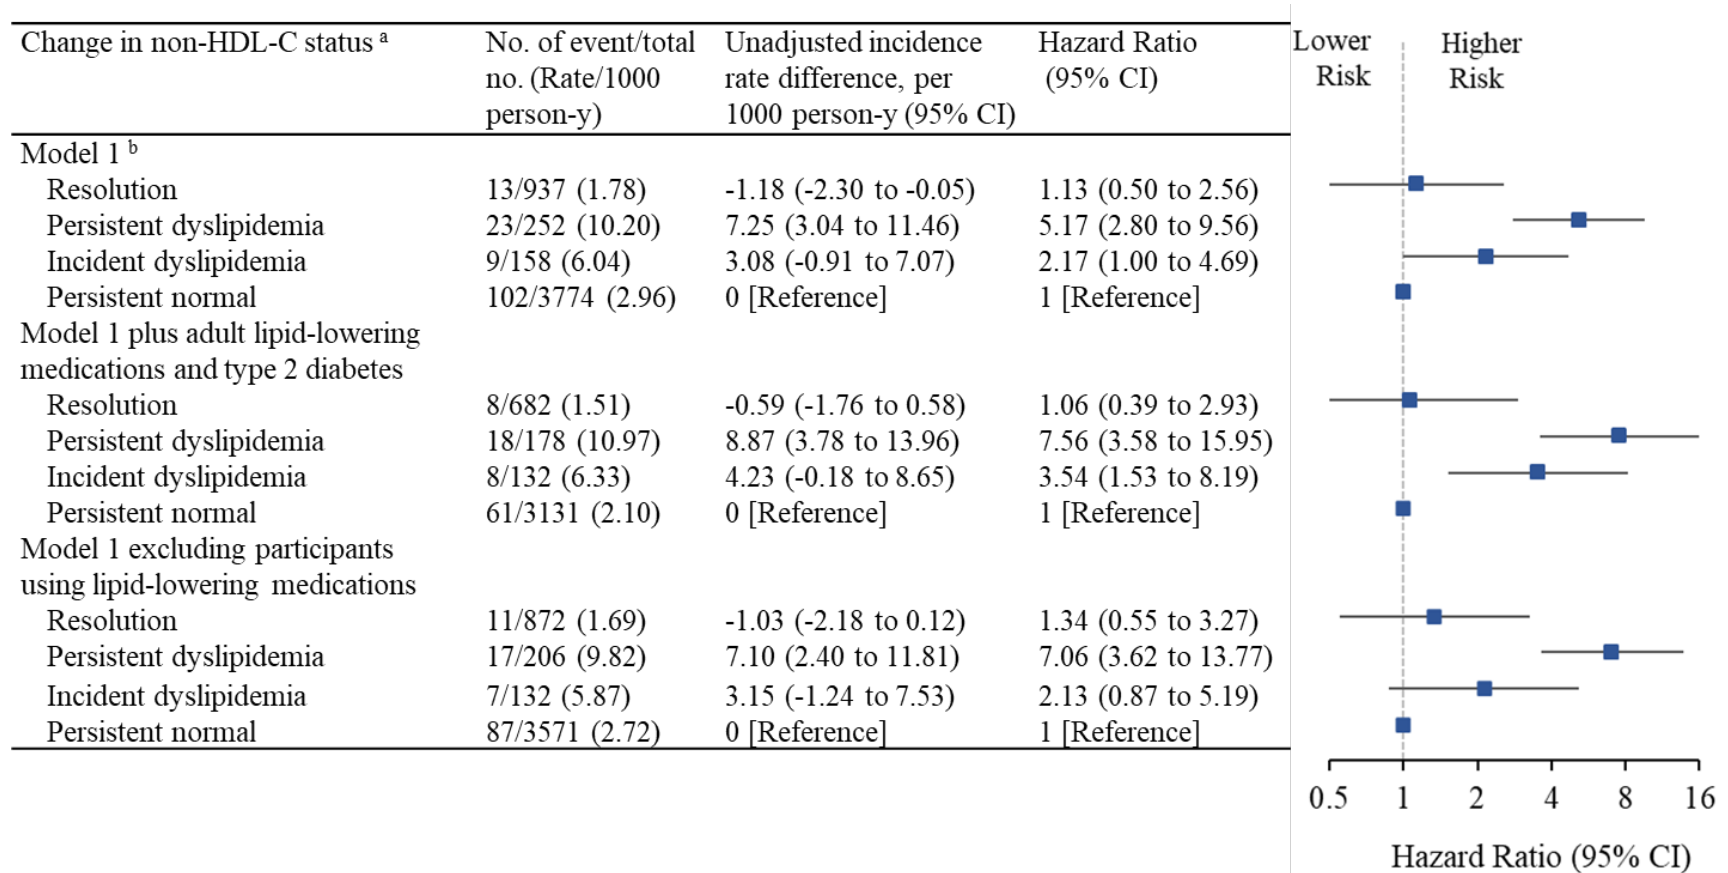 Change in non-HDL-C status a No. of event/total Unadjusted incidence Hazard Ratio Lower Higher
no. (Rate/1000 rate difference, per (95% CI) Risk Risk
person-y) 1000 person-y (95% CI)
Model 1 b
Resolution 13/937 (1.78) -1.18 (-2.30 to -0.05) 1.13 (0.50 to 2.56)
Persistent dyslipidemia 23/252 (10.20) 7.25 (3.04 to 11.46) 5.17 (2.80 to 9.56)
Incident dyslipidemia 9/158 (6.04) 3.08 (-0.91 to 7.07) 2.17 (1.00 to 4.69)
Persistent normal 102/3774 (2.96) 0 [Reference] 1 [Reference]
Model 1 plus adult lipid-lowering
medications and type 2 diabetes
Resolution 8/682 (1.51) -0.59 (-1.76 to 0.58) 1.06 (0.39 to 2.93)
Persistent dyslipidemia 18/178 (10.97) 8.87 (3.78 to 13.96) 7.56 (3.58 to 15.95)
Incident dyslipidemia 8/132 (6.33) 4.23 (-0.18 to 8.65) 3.54 (1.53 to 8.19)
Persistent normal 61/3131 (2.10) 0 [Reference] 1 [Reference]
Model 1 excluding participants
using lipid-lowering medications
Resolution 11/872 (1.69) -1.03 (-2.18 to 0.12) 1.34 (0.55 to 3.27)
Persistent dyslipidemia 17/206 (9.82) 7.10 (2.40 to 11.81) 7.06 (3.62 to 13.77)
Incident dyslipidemia 7/132 (5.87) 3.15 (-1.24 to 7.53) 2.13 (0.87 to 5.19)
Persistent normal 87/3571 (2.72) 0 [Reference] 1 [Reference]
0.5 1 2 4 8 16
Hazard Ratio (95% CI)